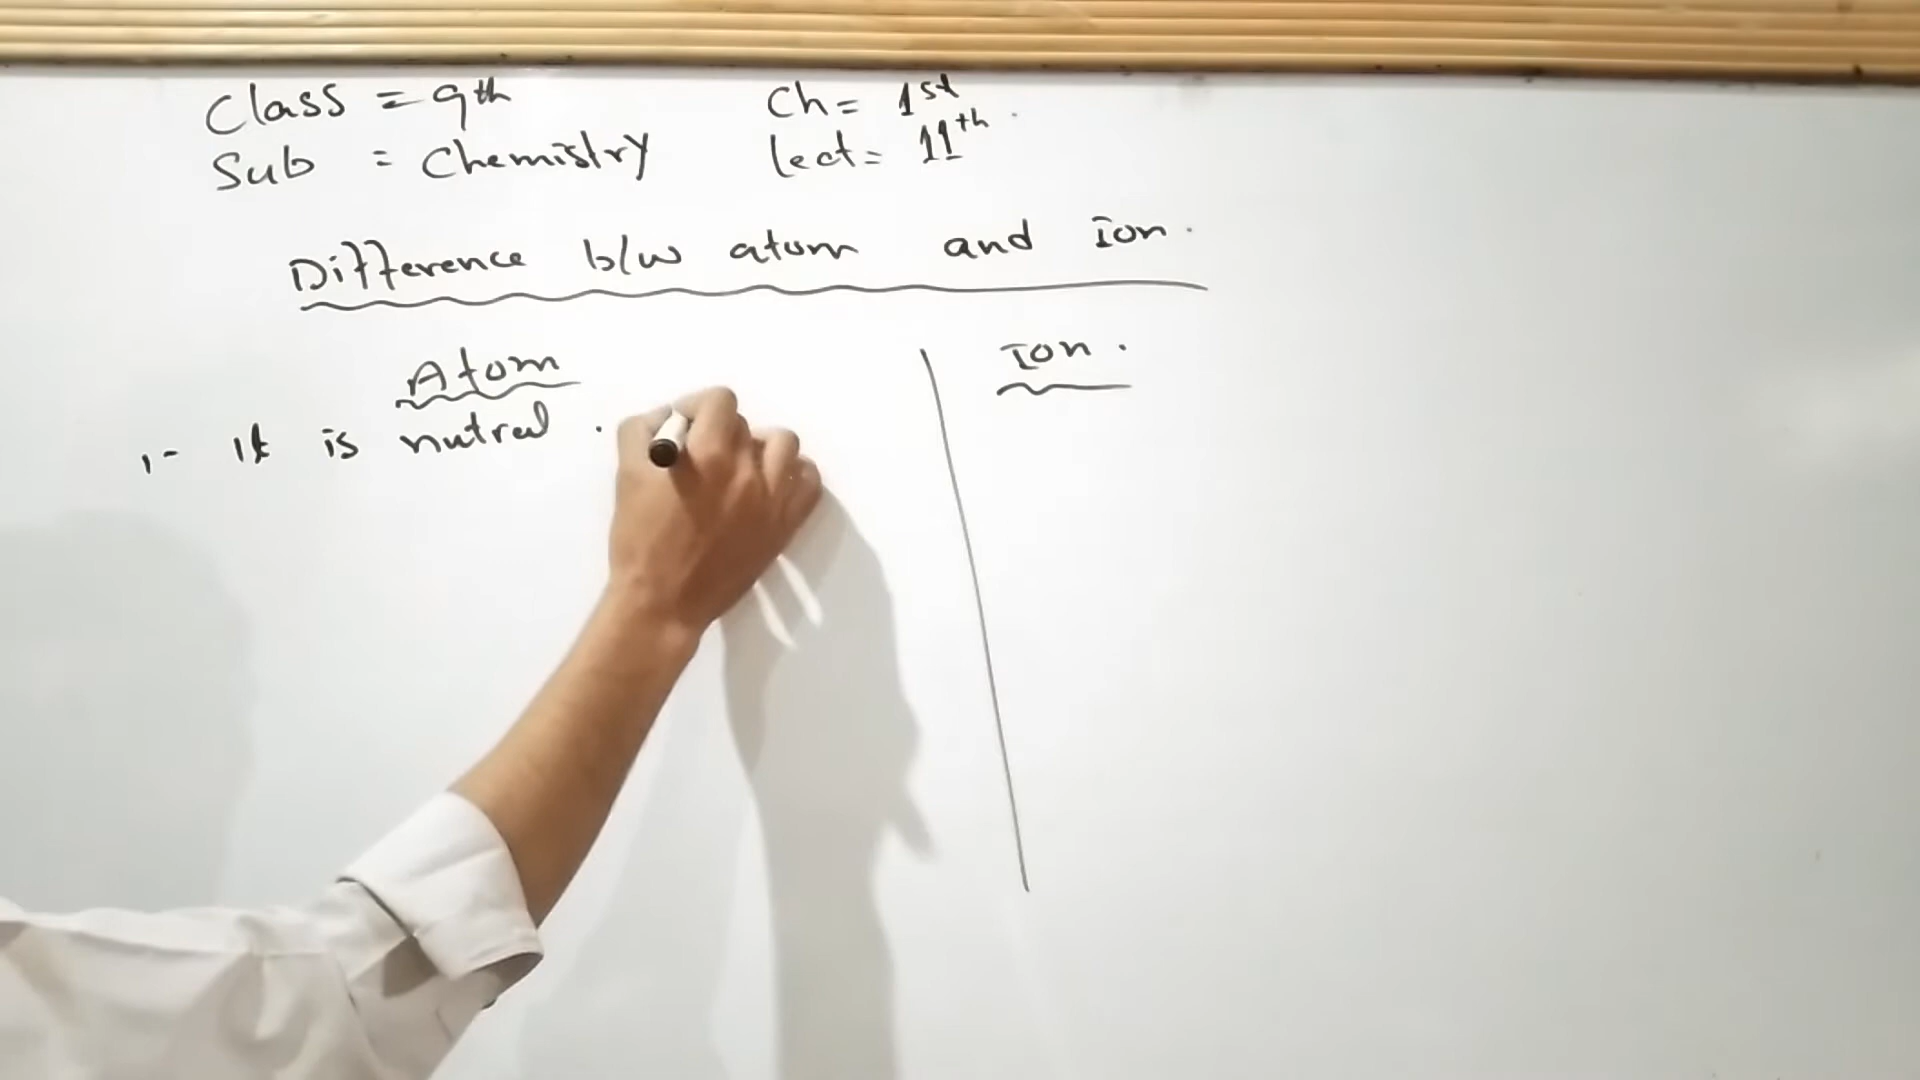 Class = 9th
Sub = Chemistry
Ch = 1st
lect = 11th
Difference b/w atom and Ion.
Atom
1- It is nutral.
Ion.